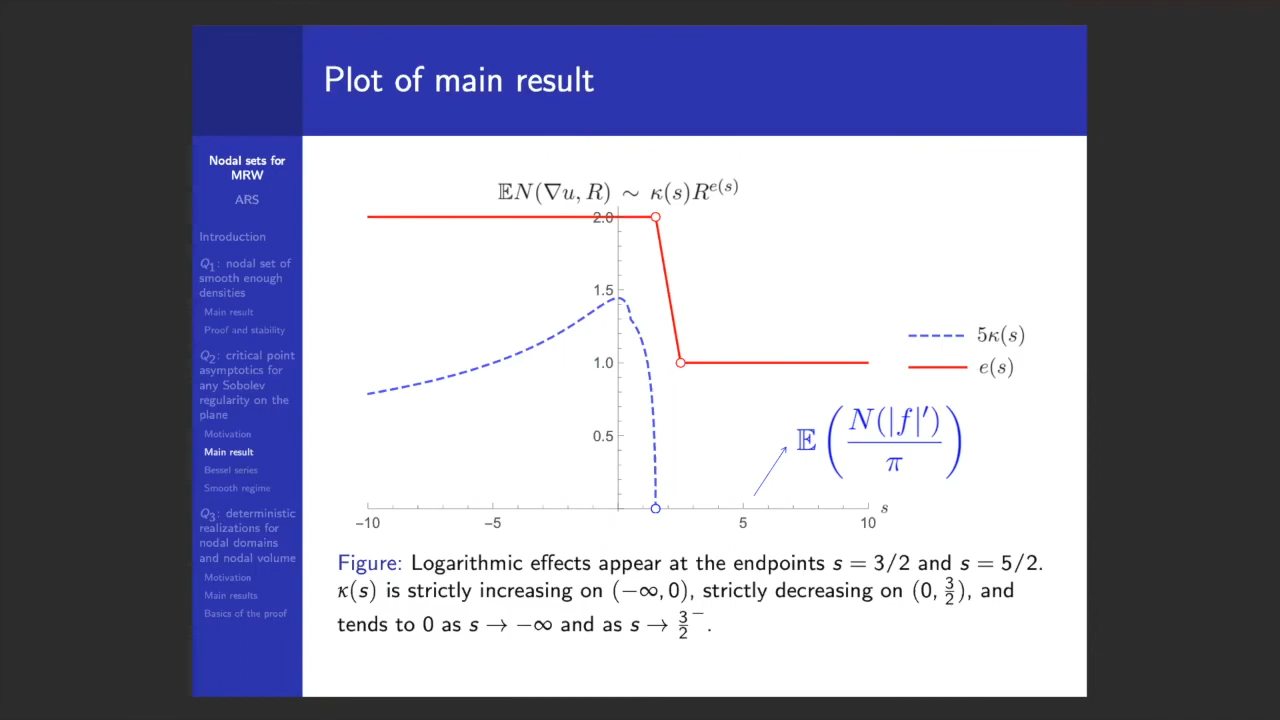 Plot of main result
Nodal sets for
MRW
ARS
Introduction
Q₁: nodal set of
smooth enough
densities
Main result
Proof and stability
Q₂: critical point
asymptotics for
any Sobolev
regularity on the
plane
Motivation
Main result
Bessel series
Smooth regime
Q₃: deterministic
realizations for
nodal domains
and nodal volume
Motivation
Main results
Basics of the proof
𝔼N(∇u, R) ∼ κ(s)R^{e(s)}
2.0
1.5
1.0
0.5
−10 −5 5 10 s
5κ(s)
e(s)
𝔼(N(|f|′)/π)
Figure: Logarithmic effects appear at the endpoints s = 3/2 and s = 5/2.
κ(s) is strictly increasing on (−∞, 0), strictly decreasing on (0, 3/2), and
tends to 0 as s → −∞ and as s → 3/2⁻.